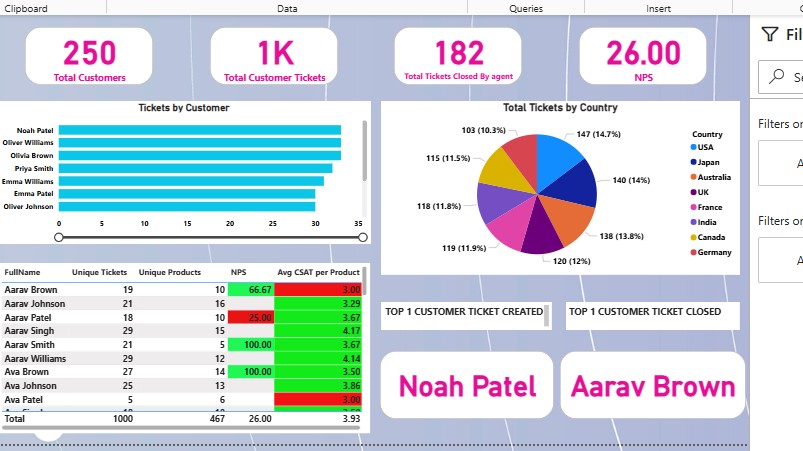 Clipboard
Data
Queries
Insert
250
Total Customers
1K
Total Customer Tickets
182
Total Tickets Closed By agent
26.00
NPS
Tickets by Customer
Noah Patel
Oliver Williams
Olivia Brown
Priya Smith
Emma Williams
Emma Patel
Oliver Johnson
0 5 10 15 20 25 30 35
Total Tickets by Country
103 (10.3%)
147 (14.7%)
115 (11.5%)
140 (14%)
118 (11.8%)
138 (13.8%)
119 (11.9%)
120 (12%)
Country
USA
Japan
Australia
UK
France
India
Canada
Germany
FullName Unique Tickets Unique Products NPS Avg CSAT per Product
Aarav Brown 19 10 66.67 3.00
Aarav Johnson 21 16 3.29
Aarav Patel 18 10 25.00 3.67
Aarav Singh 29 15 4.17
Aarav Smith 21 5 100.00 3.67
Aarav Williams 29 12 4.14
Ava Brown 27 14 100.00 3.50
Ava Johnson 25 13 3.86
Ava Patel 5 6 3.00
Total 1000 467 26.00 3.93
TOP 1 CUSTOMER TICKET CREATED
TOP 1 CUSTOMER TICKET CLOSED
Noah Patel
Aarav Brown
Fil
Se
Filters on
A
Filters on
A